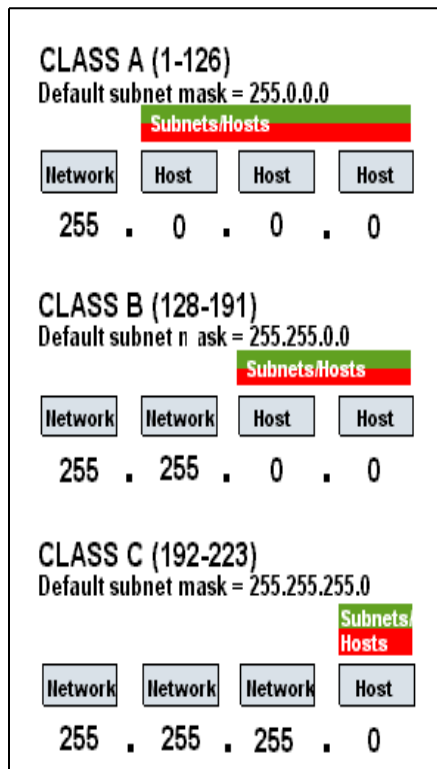 CLASS A (1-126)
Default subnet mask = 255.0.0.0
Subnets/Hosts
Network Host Host Host
255 . 0 . 0 . 0
CLASS B (128-191)
Default subnet n ask = 255.255.0.0
Subnets/Hosts
Network Network Host Host
255 . 255 . 0 . 0
CLASS C (192-223)
Default subnet mask = 255.255.255.0
Subnets/
Hosts
Network Network Network Host
255 . 255 . 255 . 0